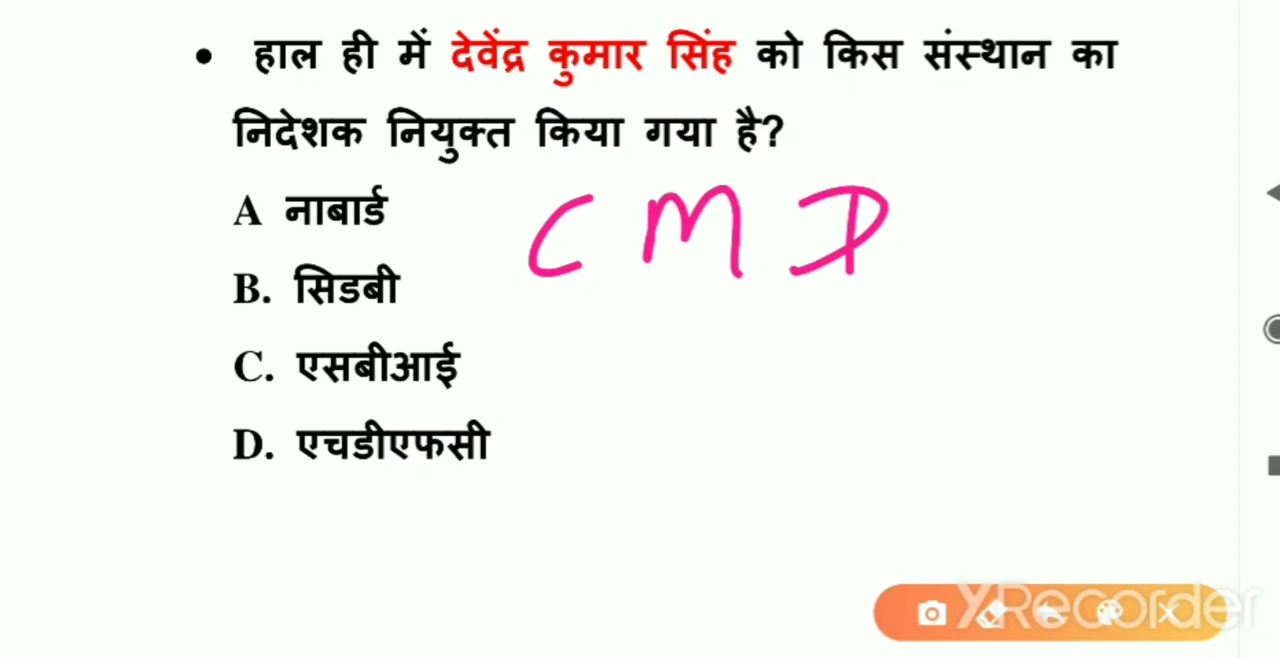 • हाल ही में देवेंद्र कुमार सिंह को किस संस्थान का
निदेशक नियुक्त किया गया है?
A नाबार्ड
CMD
B. सिडबी
C. एसबीआई
D. एचडीएफसी
XRecorder